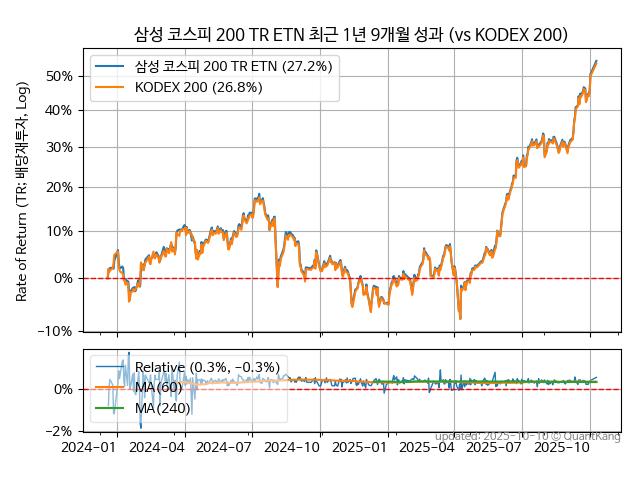 삼성 코스피 200 TR ETN 최근 1년 9개월 성과 (vs KODEX 200)
삼성 코스피 200 TR ETN (27.2%)
KODEX 200 (26.8%)
Rate of Return (TR: 배당재투자, Log)
50%
40%
30%
20%
10%
0%
−10%
Relative (0.3%, −0.3%)
MA(60)
MA(240)
0%
−2%
updated: 2025-10-10 © QuantKang
2024-01 2024-04 2024-07 2024-10 2025-01 2025-04 2025-07 2025-10